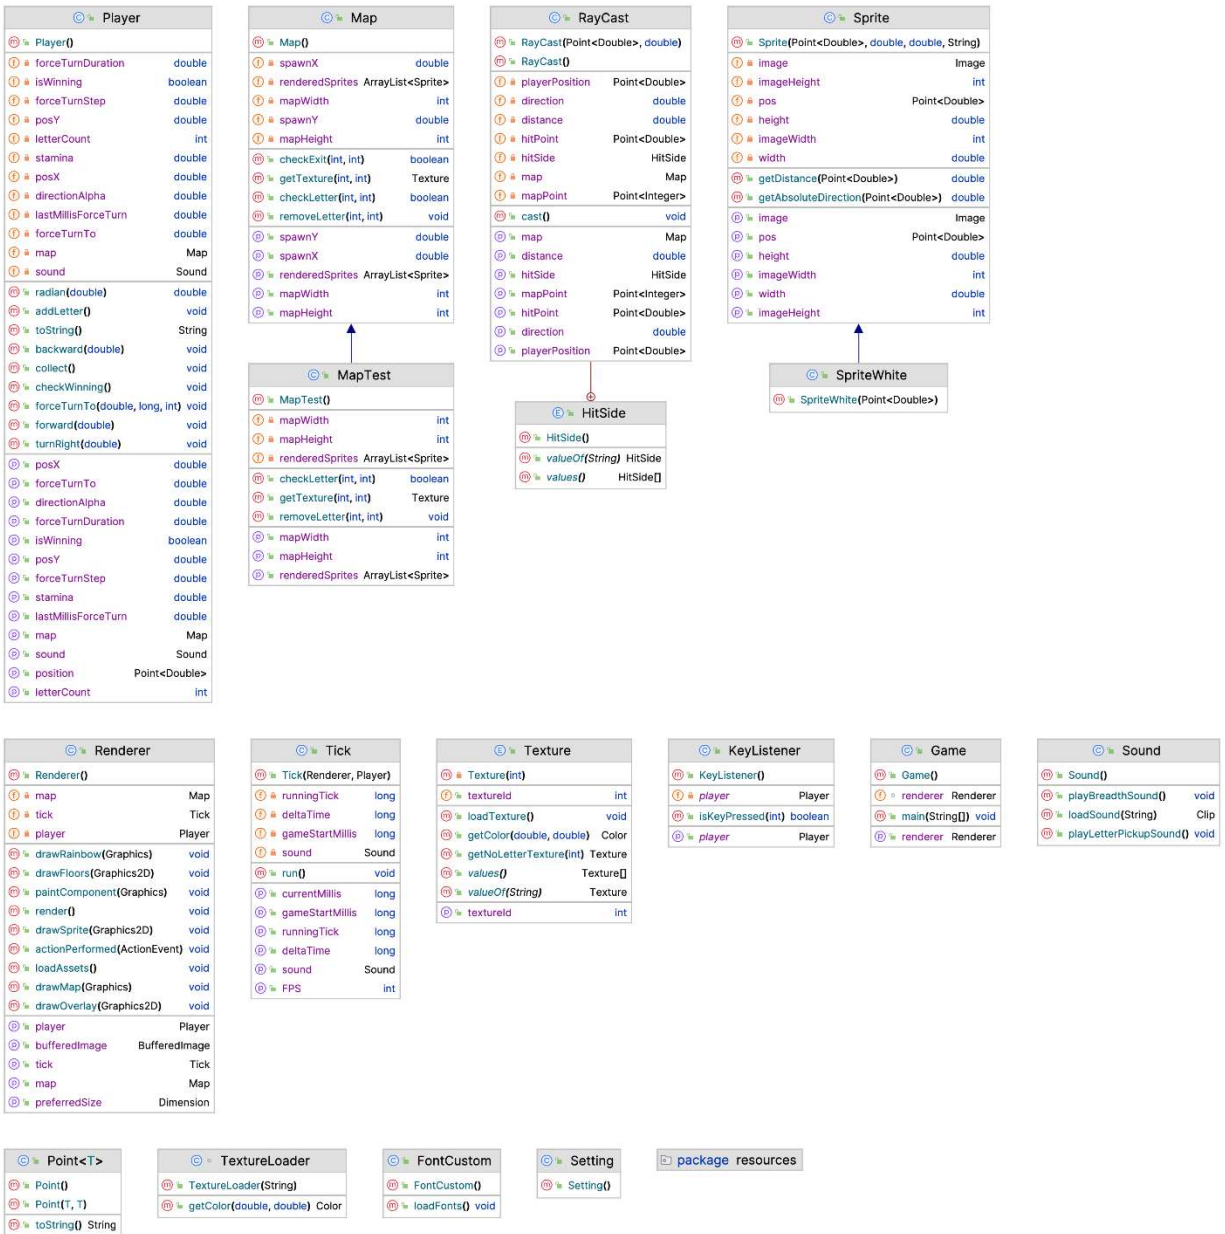 Player
Player()
forceTurnDuration double
isWinning boolean
forceTurnStep double
posY double
letterCount int
stamina double
posX double
directionAlpha double
lastMillisForceTurn double
forceTurnTo double
map Map
sound Sound
radian(double) double
addLetter() void
toString() String
backward(double) void
collect() void
checkWinning() void
forceTurnTo(double, long, int) void
forward(double) void
turnRight(double) void
posX double
forceTurnTo double
directionAlpha double
forceTurnDuration double
isWinning boolean
posY double
forceTurnStep double
stamina double
lastMillisForceTurn double
map Map
sound Sound
position Point<Double>
letterCount int
Map
Map()
spawnX double
renderedSprites ArrayList<Sprite>
mapWidth int
spawnY double
mapHeight int
checkExit(int, int) boolean
getTexture(int, int) Texture
checkLetter(int, int) boolean
removeLetter(int, int) void
spawnY double
spawnX double
renderedSprites ArrayList<Sprite>
mapWidth int
mapHeight int
MapTest
MapTest()
mapWidth int
mapHeight int
renderedSprites ArrayList<Sprite>
checkLetter(int, int) boolean
getTexture(int, int) Texture
removeLetter(int, int) void
mapWidth int
mapHeight int
renderedSprites ArrayList<Sprite>
RayCast
RayCast(Point<Double>, double)
RayCast()
playerPosition Point<Double>
direction double
distance double
hitPoint Point<Double>
hitSide HitSide
map Map
mapPoint Point<Integer>
cast() void
map Map
distance double
hitSide HitSide
mapPoint Point<Integer>
hitPoint Point<Double>
direction double
playerPosition Point<Double>
HitSide
HitSide()
valueOf(String) HitSide
values() HitSide[]
Sprite
Sprite(Point<Double>, double, double, String)
image Image
imageHeight int
pos Point<Double>
height double
imageWidth int
width double
getDistance(Point<Double>) double
getAbsoluteDirection(Point<Double>) double
image Image
pos Point<Double>
height double
imageWidth int
width double
imageHeight int
SpriteWhite
SpriteWhite(Point<Double>)
Renderer
Renderer()
map Map
tick Tick
player Player
drawRainbow(Graphics) void
drawFloors(Graphics2D) void
paintComponent(Graphics) void
render() void
drawSprite(Graphics2D) void
actionPerformed(ActionEvent) void
loadAssets() void
drawMap(Graphics) void
drawOverlay(Graphics2D) void
player Player
bufferedImage BufferedImage
tick Tick
map Map
preferredSize Dimension
Tick
Tick(Renderer, Player)
runningTick long
deltaTime long
gameStartMillis long
sound Sound
run() void
currentMillis long
gameStartMillis long
runningTick long
deltaTime long
sound Sound
FPS int
Texture
Texture(int)
textureId int
loadTexture() void
getColor(double, double) Color
getNoLetterTexture(int) Texture
values() Texture[]
valueOf(String) Texture
textureId int
KeyListener
KeyListener()
player Player
isKeyPressed(int) boolean
player Player
Game
Game()
renderer Renderer
main(String[]) void
renderer Renderer
Sound
Sound()
playBreadthSound() void
loadSound(String) Clip
playLetterPickupSound() void
Point<T>
Point()
Point(T, T)
toString() String
TextureLoader
TextureLoader(String)
getColor(double, double) Color
FontCustom
FontCustom()
loadFonts() void
Setting
Setting()
package resources